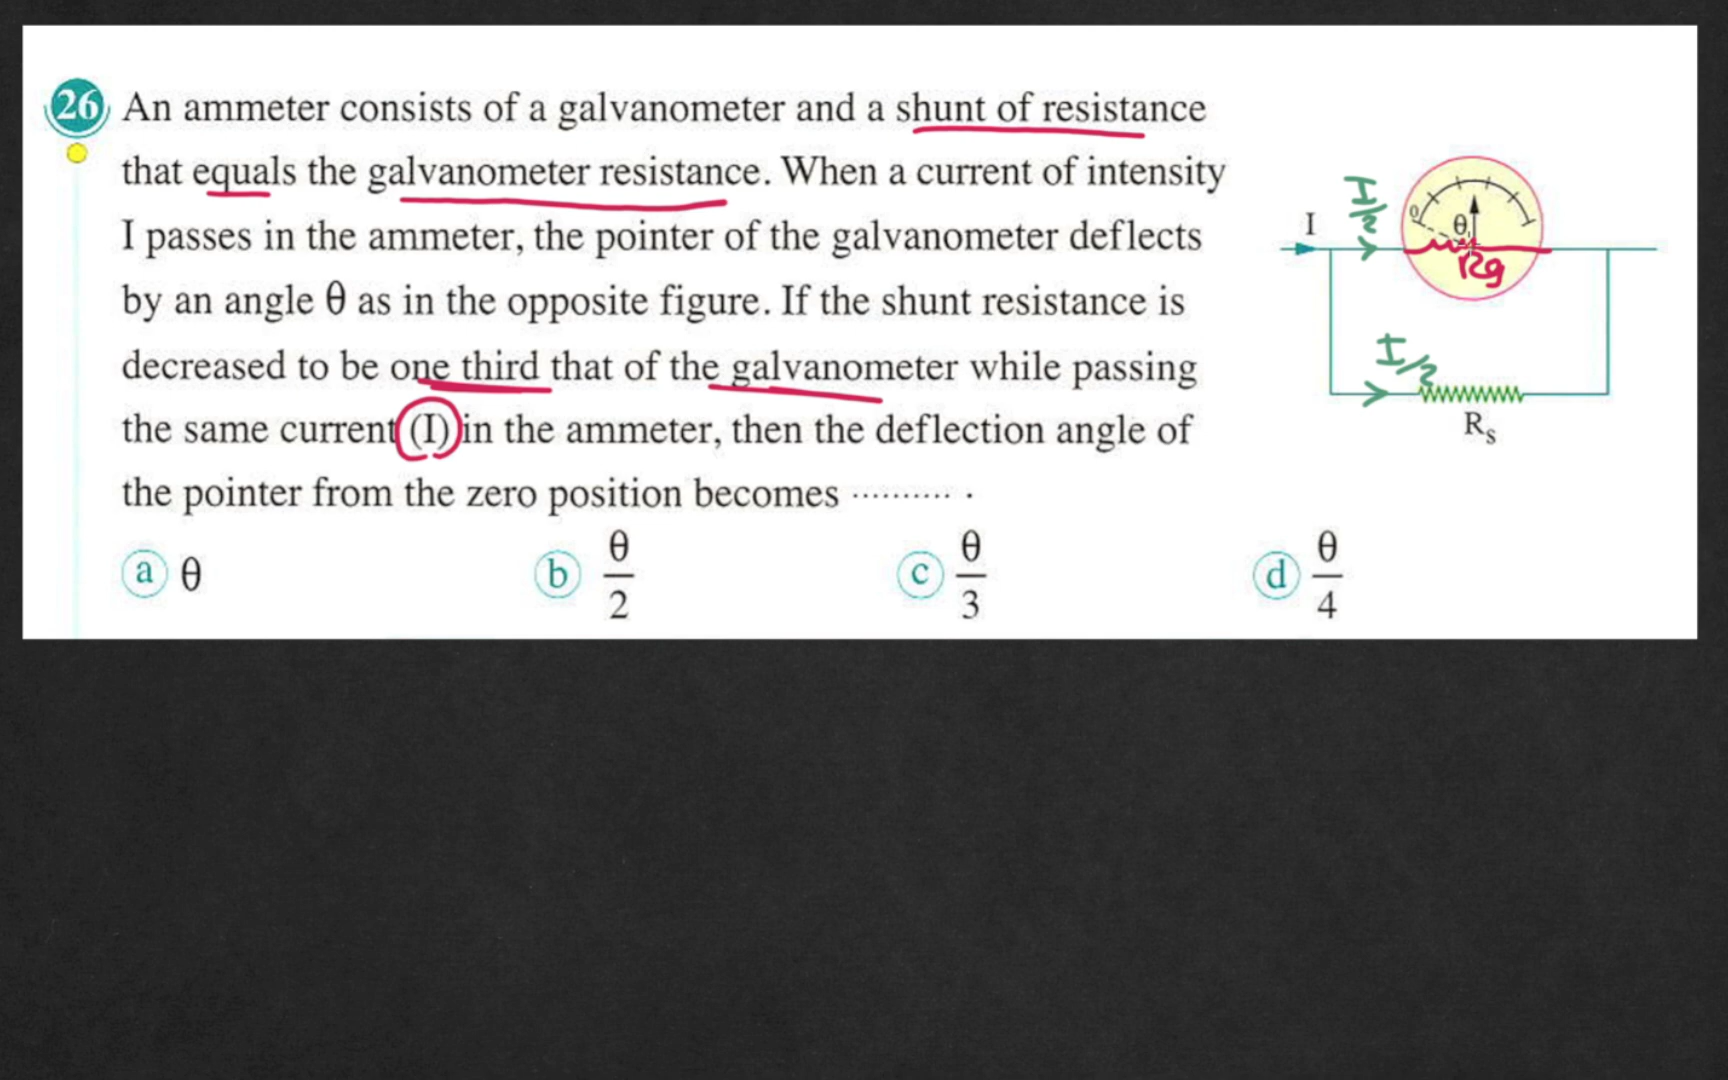 26 An ammeter consists of a galvanometer and a shunt of resistance
that equals the galvanometer resistance. When a current of intensity
I passes in the ammeter, the pointer of the galvanometer deflects
by an angle θ as in the opposite figure. If the shunt resistance is
decreased to be one third that of the galvanometer while passing
the same current (I) in the ammeter, then the deflection angle of
the pointer from the zero position becomes .......... .
a θ b θ/2 c θ/3 d θ/4
I
I/2
0
θ
Rg
I/2
Rs